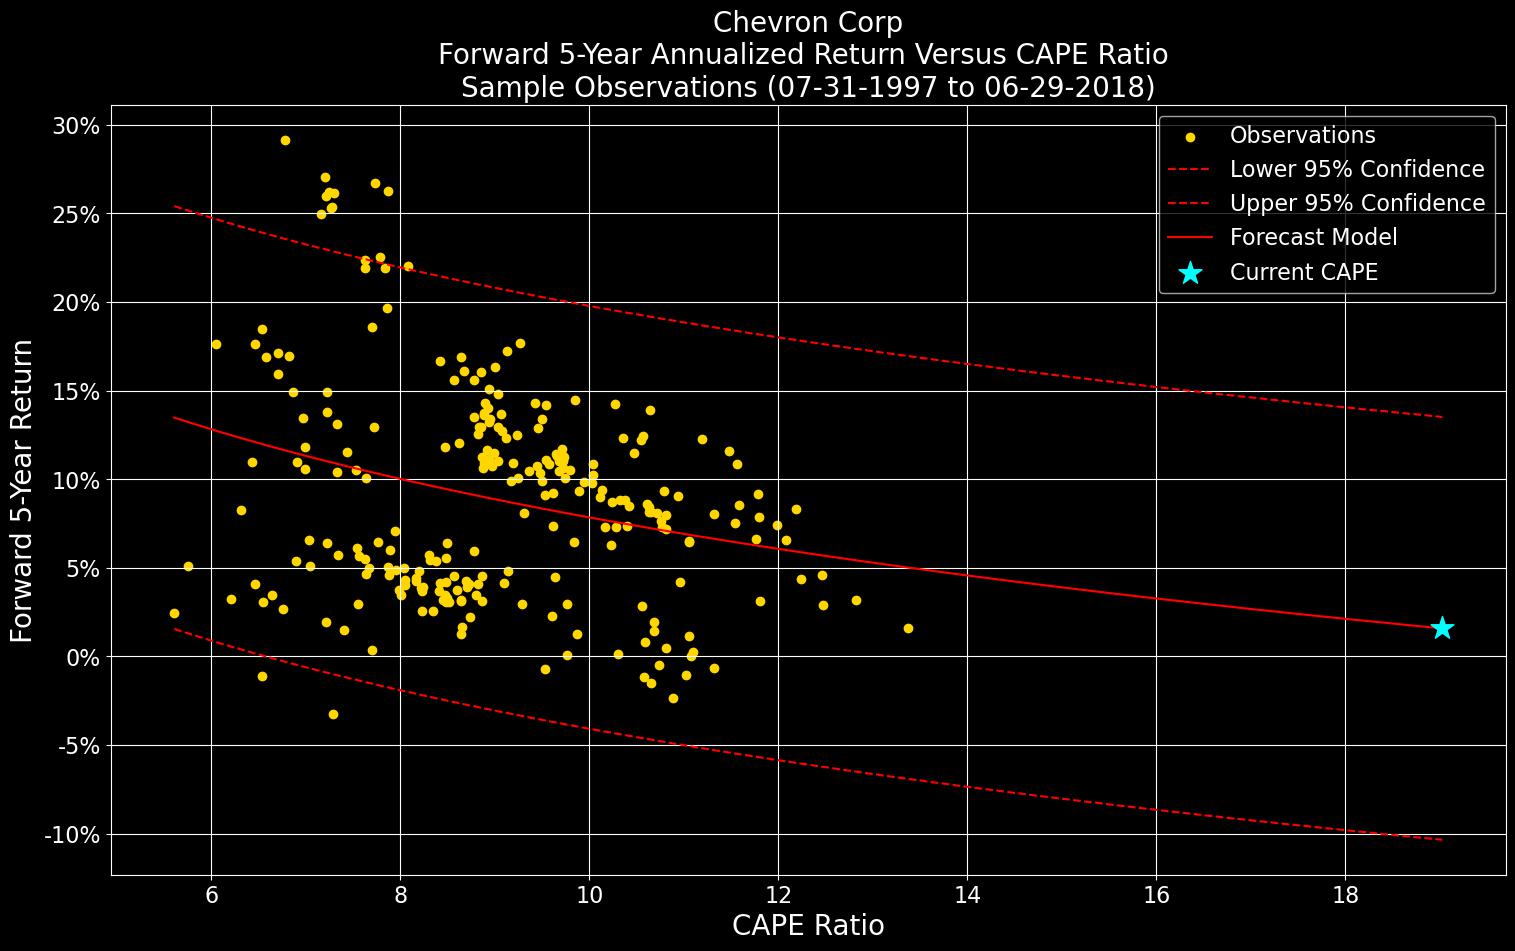 Chevron Corp
Forward 5-Year Annualized Return Versus CAPE Ratio
Sample Observations (07-31-1997 to 06-29-2018)
30%
25%
20%
15%
10%
5%
0%
-5%
-10%
Forward 5-Year Return
Observations
Lower 95% Confidence
Upper 95% Confidence
Forecast Model
Current CAPE
6 8 10 12 14 16 18
CAPE Ratio